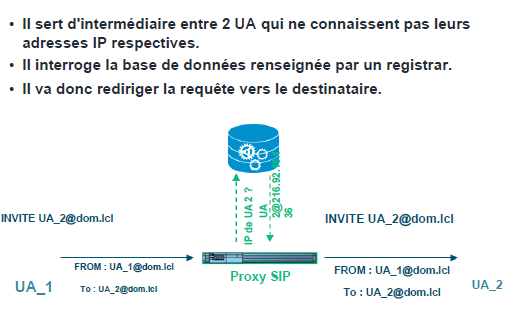 • Il sert d'intermédiaire entre 2 UA qui ne connaissent pas leurs
adresses IP respectives.
• Il interroge la base de données renseignée par un registrar.
• Il va donc rediriger la requête vers le destinataire.
IP de UA 2 ?
UA
2@216.92.
36
INVITE UA_2@dom.lcl
INVITE UA_2@dom.lcl
FROM : UA_1@dom.lcl
FROM : UA_1@dom.lcl
Proxy SIP
UA_1
To : UA_2@dom.lcl
To : UA_2@dom.lcl
UA_2